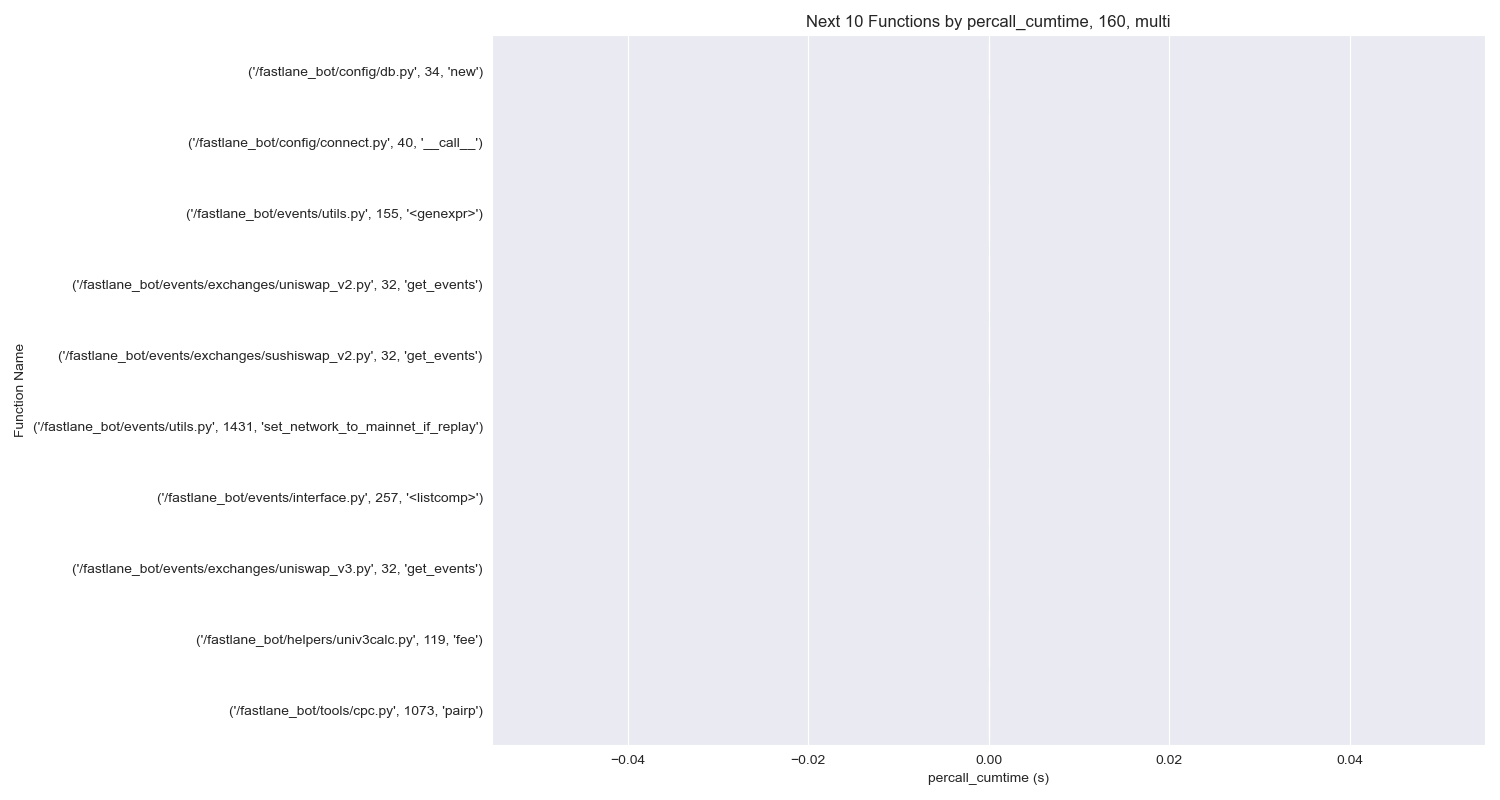 Next 10 Functions by percall_cumtime, 160, multi
('/fastlane_bot/config/db.py', 34, 'new')
('/fastlane_bot/config/connect.py', 40, '__call__')
('/fastlane_bot/events/utils.py', 155, '<genexpr>')
('/fastlane_bot/events/exchanges/uniswap_v2.py', 32, 'get_events')
('/fastlane_bot/events/exchanges/sushiswap_v2.py', 32, 'get_events')
Function Name
('/fastlane_bot/events/utils.py', 1431, 'set_network_to_mainnet_if_replay')
('/fastlane_bot/events/interface.py', 257, '<listcomp>')
('/fastlane_bot/events/exchanges/uniswap_v3.py', 32, 'get_events')
('/fastlane_bot/helpers/univ3calc.py', 119, 'fee')
('/fastlane_bot/tools/cpc.py', 1073, 'pairp')
−0.04 −0.02 0.00 0.02 0.04
percall_cumtime (s)